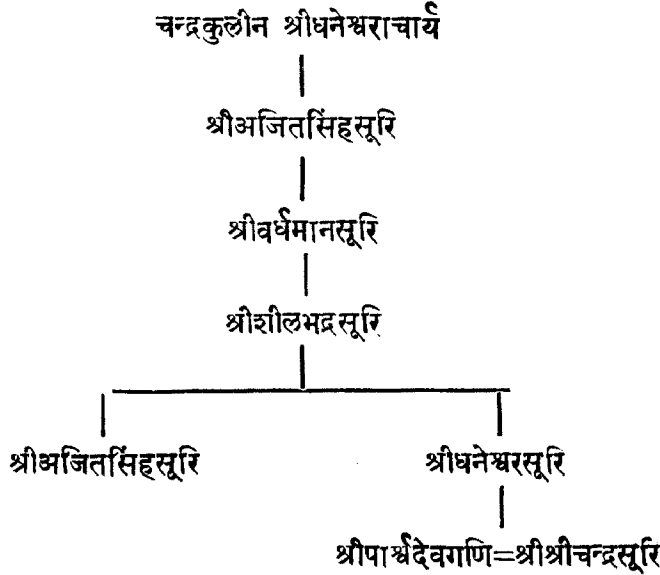 चन्द्रकुलीन श्रीधनेश्वराचार्य
श्रीअजितसिंहसूरि
श्रीवर्धमानसूरि
श्रीशीलभद्रसूरि
श्रीअजितसिंहसूरि श्रीधनेश्वरसूरि
श्रीपार्श्वदेवगणि=श्रीश्रीचन्द्रसूरि